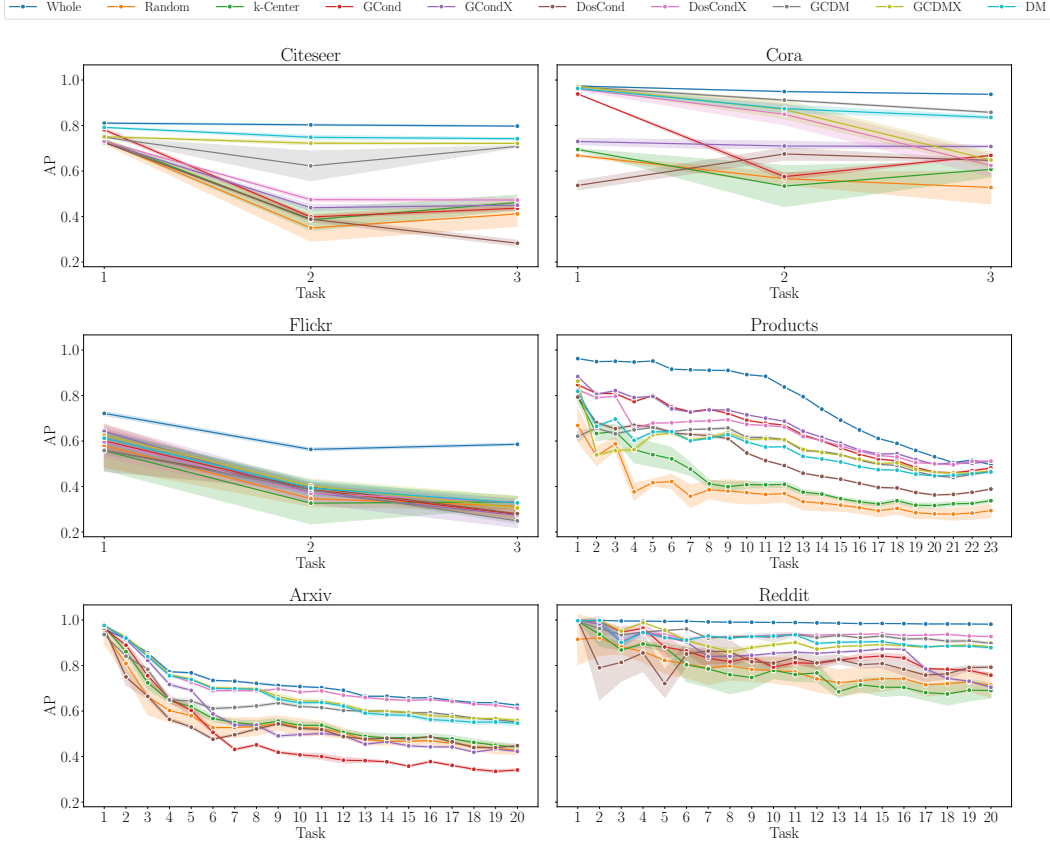 Whole Random k-Center GCond GCondX DosCond DosCondX GCDM GCDMX DM
Citeseer Cora
AP
1.0
0.8
0.6
0.4
0.2
1 2 3 1 2 3
Task Task
Flickr Products
AP
1.0
0.8
0.6
0.4
0.2
1 2 3 1 2 3 4 5 6 7 8 9 10 11 12 13 14 15 16 17 18 19 20 21 22 23
Task Task
Arxiv Reddit
AP
1.0
0.8
0.6
0.4
0.2
1 2 3 4 5 6 7 8 9 10 11 12 13 14 15 16 17 18 19 20 1 2 3 4 5 6 7 8 9 10 11 12 13 14 15 16 17 18 19 20
Task Task